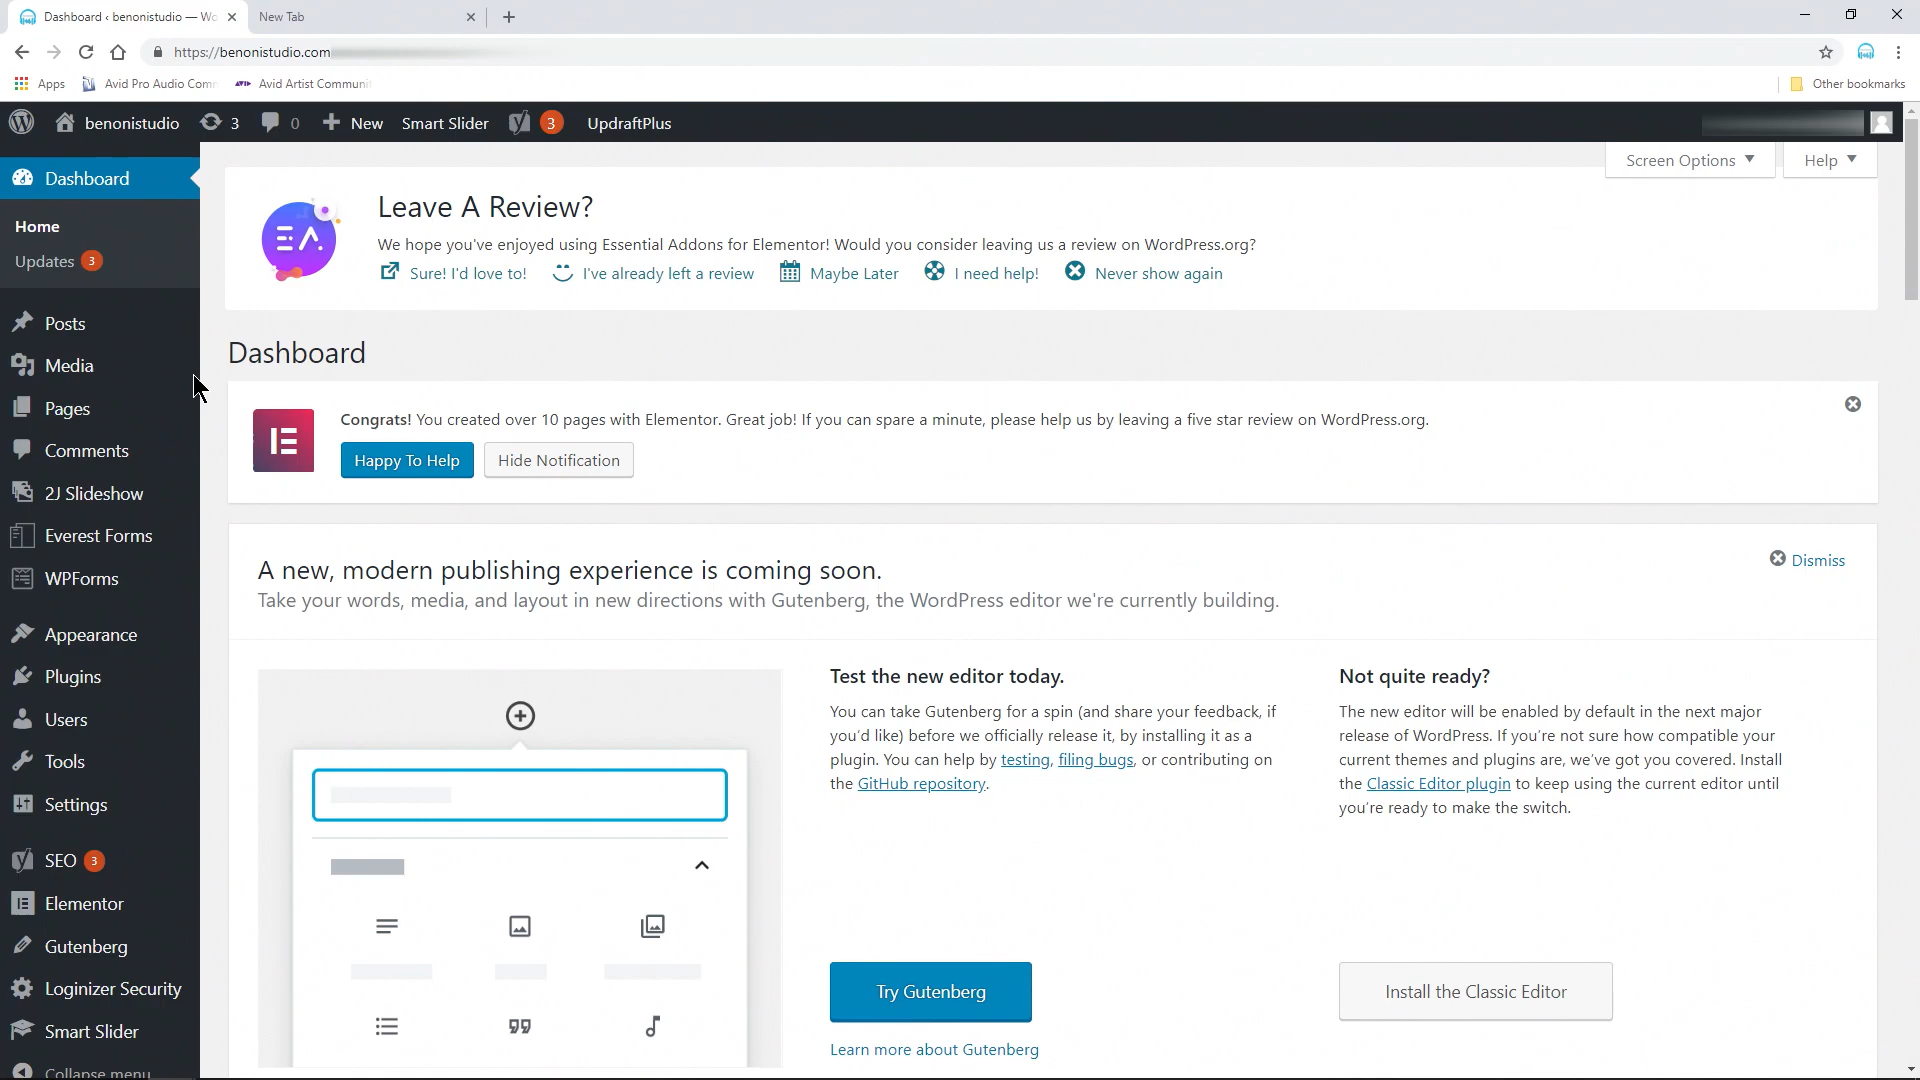 Dashboard ‹ benonistudio — Wo
New Tab
https://benonistudio.com
Apps
Avid Pro Audio Com
Avid Artist Communit
Other bookmarks
benonistudio
3
0
New
Smart Slider
3
UpdraftPlus
Screen Options
Help
Dashboard
Home
Updates 3
Posts
Media
Pages
Comments
2J Slideshow
Everest Forms
WPForms
Appearance
Plugins
Users
Tools
Settings
SEO 3
Elementor
Gutenberg
Loginizer Security
Smart Slider
Collapse menu
Leave A Review?
We hope you've enjoyed using Essential Addons for Elementor! Would you consider leaving us a review on WordPress.org?
Sure! I'd love to!
I've already left a review
Maybe Later
I need help!
Never show again
Dashboard
Congrats! You created over 10 pages with Elementor. Great job! If you can spare a minute, please help us by leaving a five star review on WordPress.org.
Happy To Help
Hide Notification
A new, modern publishing experience is coming soon.
Dismiss
Take your words, media, and layout in new directions with Gutenberg, the WordPress editor we're currently building.
Test the new editor today.
You can take Gutenberg for a spin (and share your feedback, if
you'd like) before we officially release it, by installing it as a
plugin. You can help by testing, filing bugs, or contributing on
the GitHub repository.
Try Gutenberg
Learn more about Gutenberg
Not quite ready?
The new editor will be enabled by default in the next major
release of WordPress. If you're not sure how compatible your
current themes and plugins are, we've got you covered. Install
the Classic Editor plugin to keep using the current editor until
you're ready to make the switch.
Install the Classic Editor